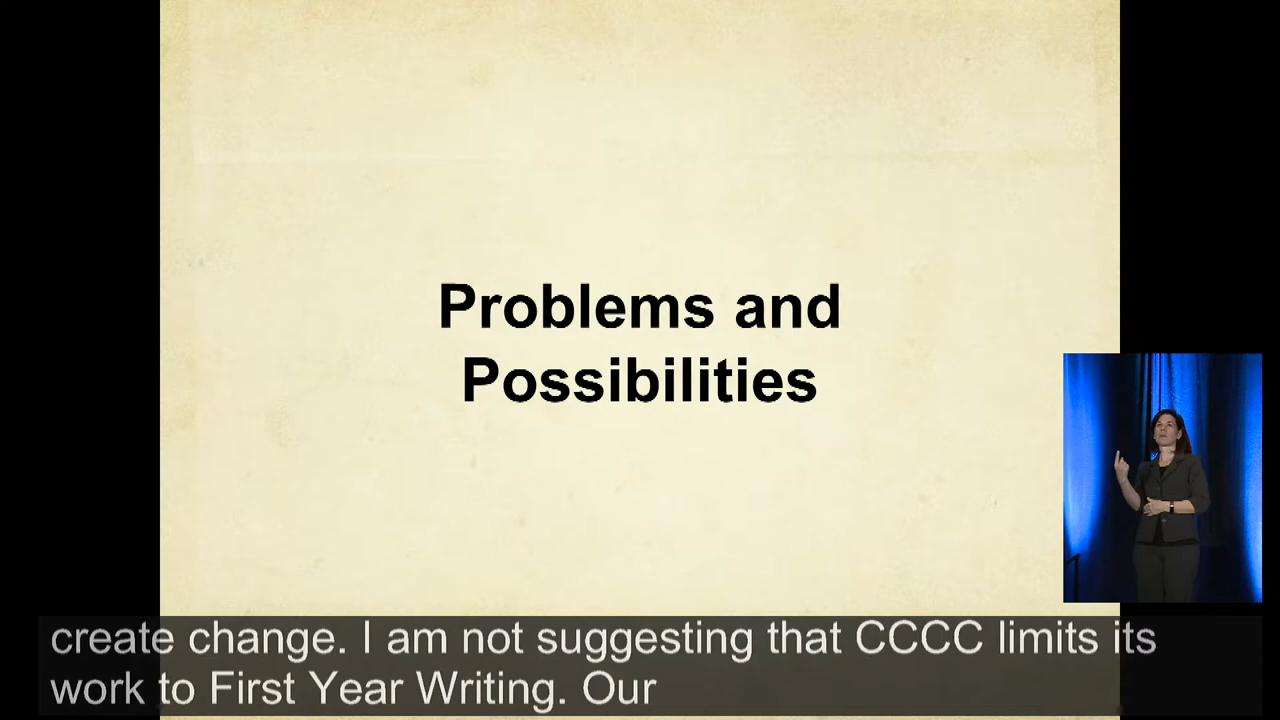 Problems and
Possibilities
create change. I am not suggesting that CCCC limits its
work to First Year Writing. Our